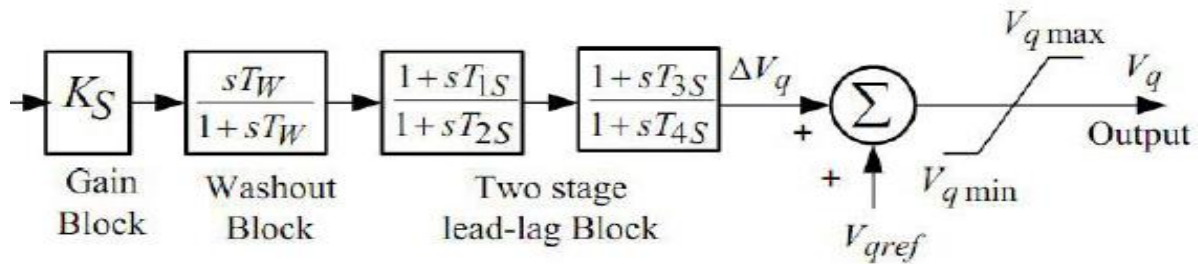 K_S
sT_W
1 + sT_W
1 + sT_1S
1 + sT_2S
1 + sT_3S
1 + sT_4S
ΔV_q
+
+
Σ
V_qref
V_q max
V_q min
V_q
Output
Gain
Block
Washout
Block
Two stage
lead-lag Block